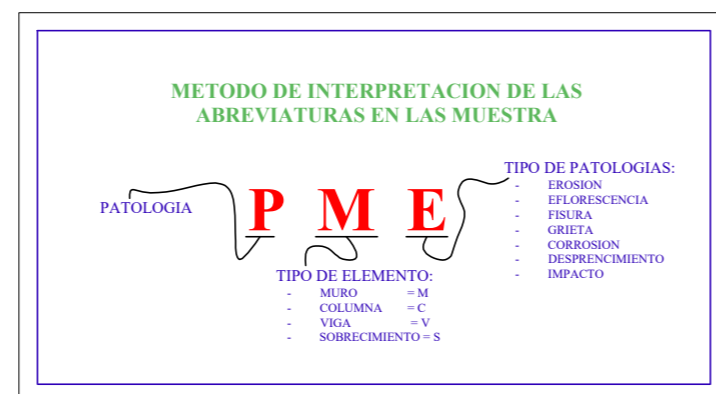 METODO DE INTERPRETACION DE LAS
ABREVIATURAS EN LAS MUESTRA
PATOLOGIA
P M E
TIPO DE ELEMENTO:
- MURO = M
- COLUMNA = C
- VIGA = V
- SOBRECIMIENTO = S
TIPO DE PATOLOGIAS:
- EROSION
- EFLORESCENCIA
- FISURA
- GRIETA
- CORROSION
- DESPRENCIMIENTO
- IMPACTO